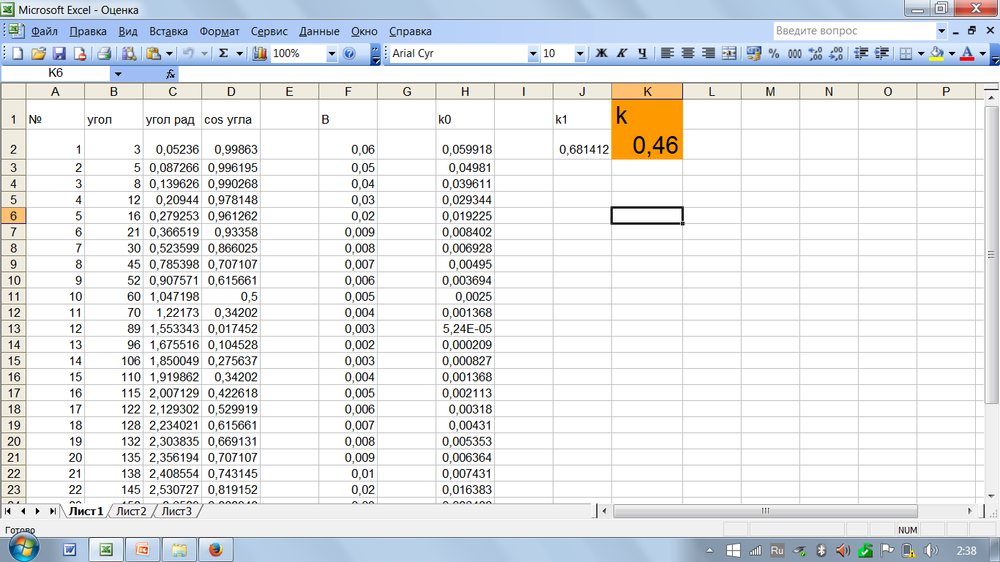 Microsoft Excel - Оценка
Файл Правка Вид Вставка Формат Сервис Данные Окно Справка Введите вопрос
100% Arial Cyr 10 Ж К Ч % 000
K6 fx
A B C D E F G H I J K L M N O P
1 № угол угол рад cos угла B k0 k1 k
2 1 3 0,05236 0,99863 0,06 0,059918 0,681412 0,46
3 2 5 0,087266 0,996195 0,05 0,04981
4 3 8 0,139626 0,990268 0,04 0,039611
5 4 12 0,20944 0,978148 0,03 0,029344
6 5 16 0,279253 0,961262 0,02 0,019225
7 6 21 0,366519 0,93358 0,009 0,008402
8 7 30 0,523599 0,866025 0,008 0,006928
9 8 45 0,785398 0,707107 0,007 0,00495
10 9 52 0,907571 0,615661 0,006 0,003694
11 10 60 1,047198 0,5 0,005 0,0025
12 11 70 1,22173 0,34202 0,004 0,001368
13 12 89 1,553343 0,017452 0,003 5,24E-05
14 13 96 1,675516 0,104528 0,002 0,000209
15 14 106 1,850049 0,275637 0,003 0,000827
16 15 110 1,919862 0,34202 0,004 0,001368
17 16 115 2,007129 0,422618 0,005 0,002113
18 17 122 2,129302 0,529919 0,006 0,00318
19 18 128 2,234021 0,615661 0,007 0,00431
20 19 132 2,303835 0,669131 0,008 0,005353
21 20 135 2,356194 0,707107 0,009 0,006364
22 21 138 2,408554 0,743145 0,01 0,007431
23 22 145 2,530727 0,819152 0,02 0,016383
Лист1 Лист2 Лист3
Готово NUM
Ru 2:38